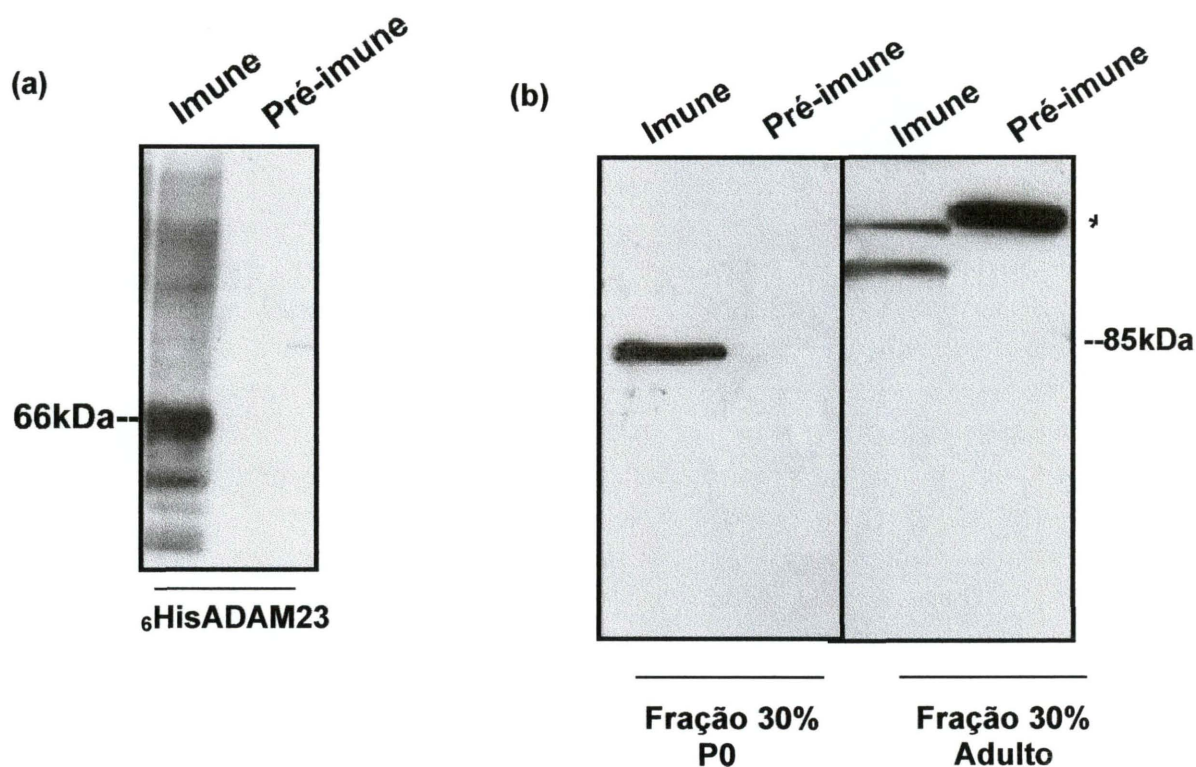 (a)
Imune
Pré-imune
66kDa--
₆HisADAM23
(b)
Imune
Pré-imune
Imune
Pré-imune
*
--85kDa
Fração 30%
P0
Fração 30%
Adulto